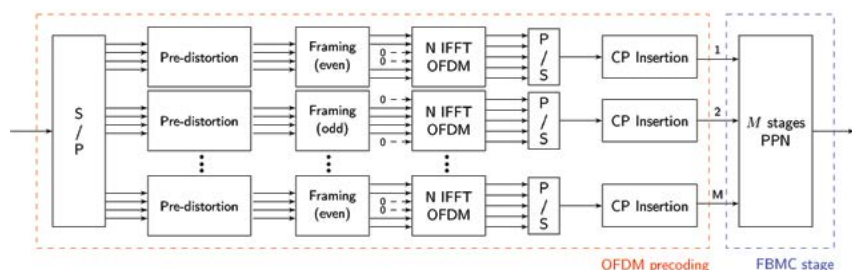 S
/
P
Pre-distortion
Framing
(even)
0
0
N IFFT
OFDM
P
/
S
CP Insertion
1
Pre-distortion
Framing
(odd)
0
0
N IFFT
OFDM
P
/
S
CP Insertion
2
Pre-distortion
Framing
(even)
0
0
N IFFT
OFDM
P
/
S
CP Insertion
M
M stages
PPN
OFDM precoding
FBMC stage